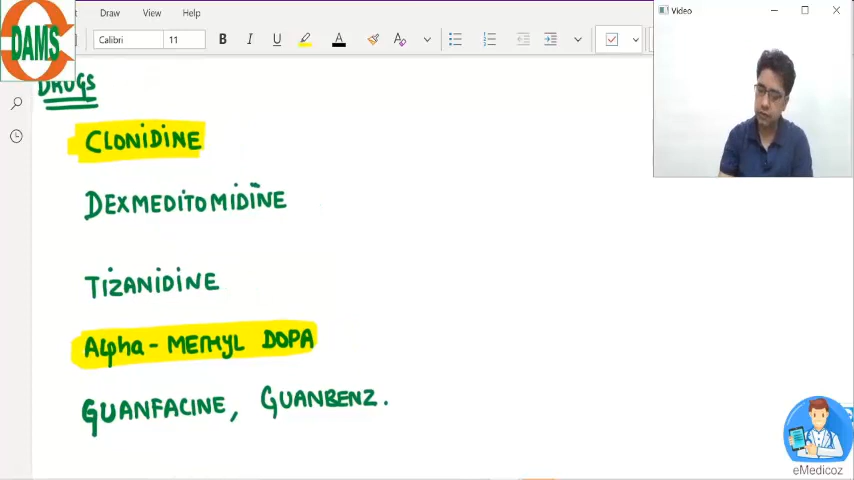 Draw View Help
Video
DAMS
Calibri 11 B I U A A
DRUGS
CLONIDINE
DEXMEDITOMIDINE
TIZANIDINE
Alpha - METHYL DOPA
GUANFACINE, GUANBENZ.
eMedicoz